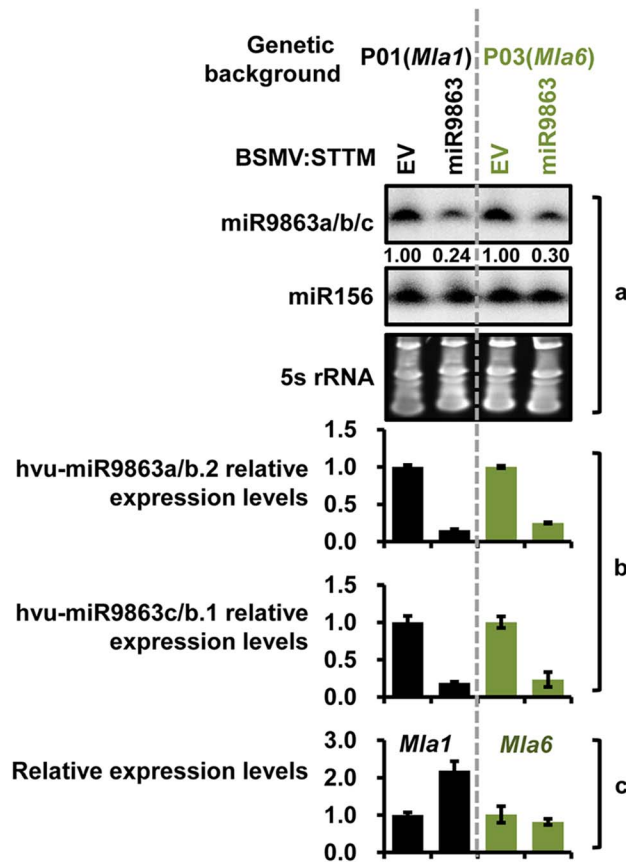 Genetic background
P01(Mla1) P03(Mla6)
BSMV:STTM EV miR9863 EV miR9863
miR9863a/b/c
1.00 0.24 1.00 0.30
miR156
5s rRNA
a
1.5
hvu-miR9863a/b.2 relative 1.0
expression levels 0.5
0.0
b
1.5
hvu-miR9863c/b.1 relative 1.0
expression levels 0.5
0.0
3.0
Mla1 Mla6
Relative expression levels 2.0
c
1.0
0.0